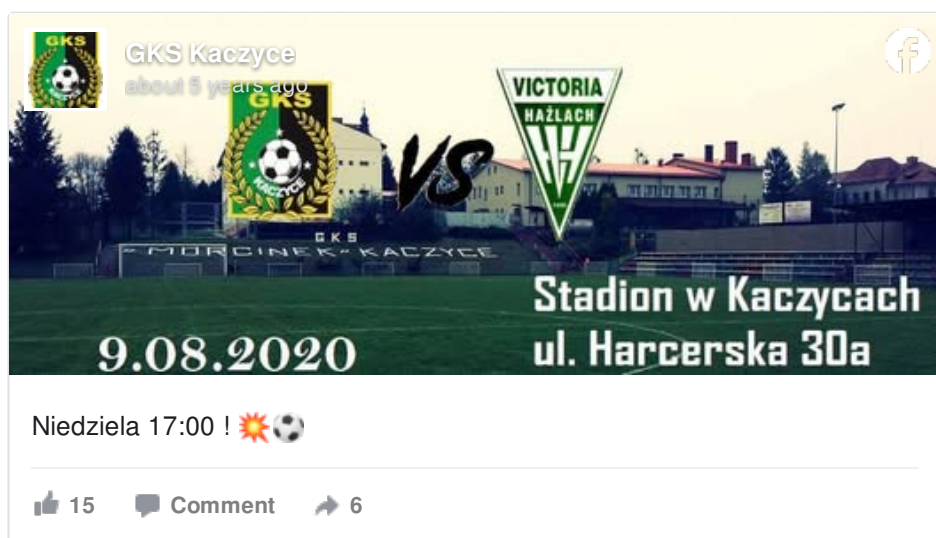 GKS
GKS Kaczyce
about 5 years ago
GKS
KACZYCE
VS
VICTORIA
HAŻLACH
GKS
"MORCINEK" KACZYCE
Stadion w Kaczycach
9.08.2020
ul. Harcerska 30a
Niedziela 17:00 ! 💥⚽
15
Comment
6